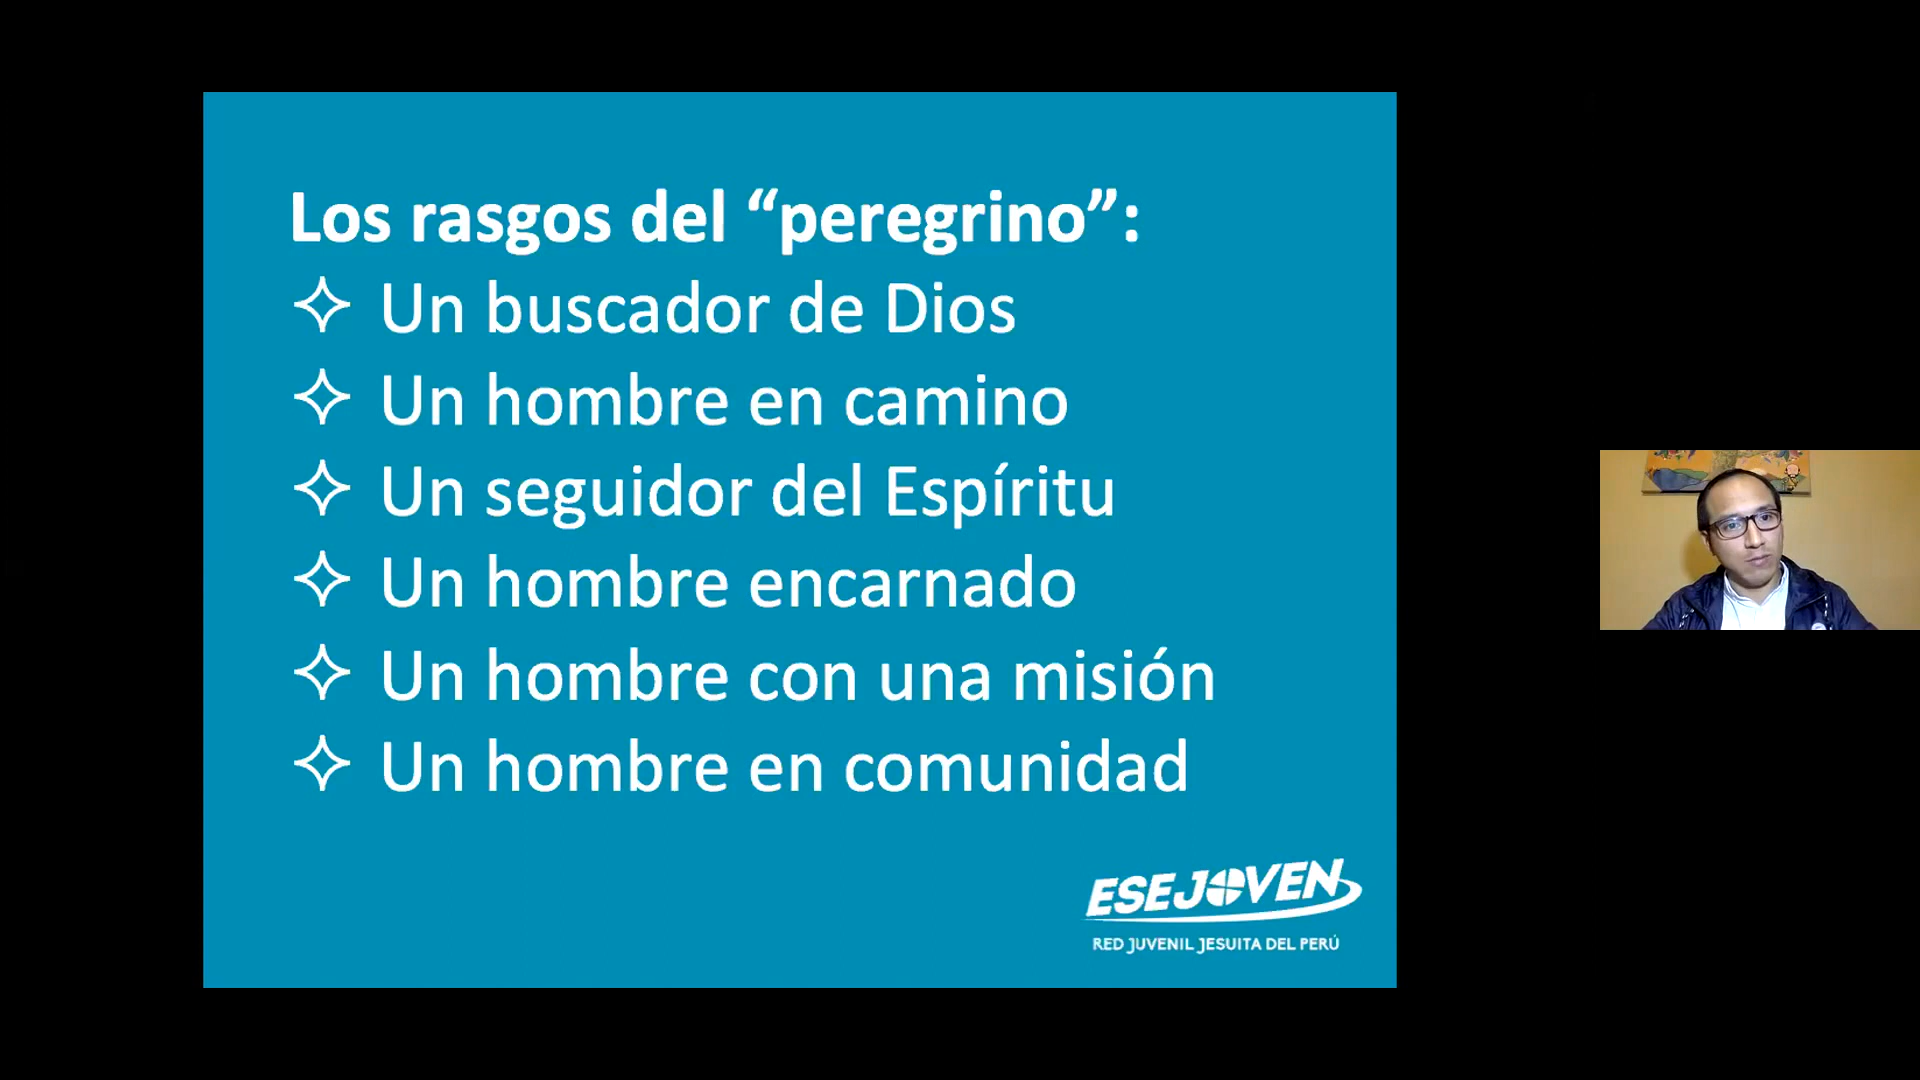 Los rasgos del “peregrino”:
✧ Un buscador de Dios
✧ Un hombre en camino
✧ Un seguidor del Espíritu
✧ Un hombre encarnado
✧ Un hombre con una misión
✧ Un hombre en comunidad
ESEJOVEN
RED JUVENIL JESUITA DEL PERÚ